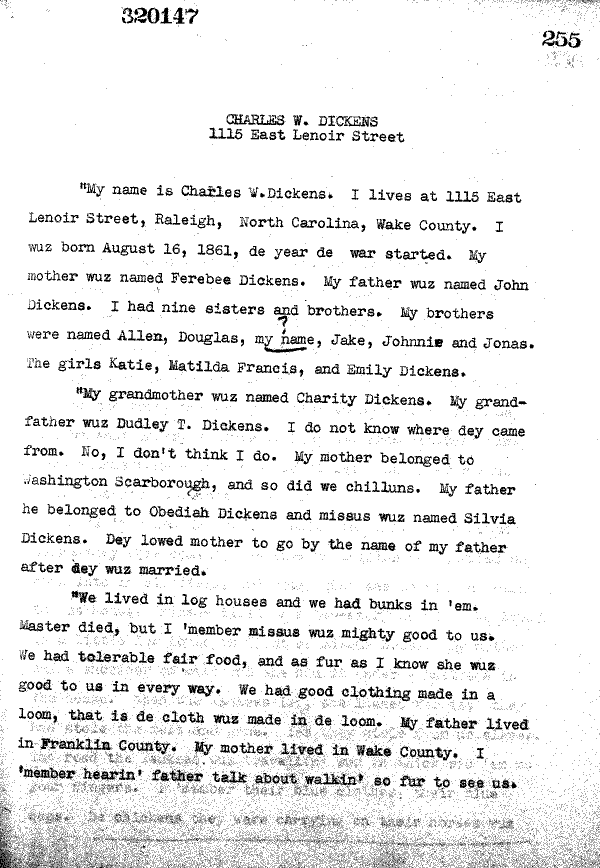 320147
255
CHARLES W. DICKENS
1115 East Lenoir Street
"My name is Charles W.Dickens. I lives at 1115 East
Lenoir Street, Raleigh, North Carolina, Wake County. I
wuz born August 16, 1861, de year de war started. My
mother wuz named Ferebee Dickens. My father wuz named John
Dickens. I had nine sisters and brothers. My brothers
?
were named Allen, Douglas, my name, Jake, Johnnie and Jonas.
The girls Katie, Matilda Francis, and Emily Dickens.
"My grandmother wuz named Charity Dickens. My grand-
father wuz Dudley T. Dickens. I do not know where dey came
from. No, I don't think I do. My mother belonged to
Washington Scarborough, and so did we chilluns. My father
he belonged to Obediah Dickens and missus wuz named Silvia
Dickens. Dey lowed mother to go by the name of my father
after dey wuz married.
"We lived in log houses and we had bunks in 'em.
Master died, but I 'member missus wuz mighty good to us.
We had tolerable fair food, and as fur as I know she wuz
good to us in every way. We had good clothing made in a
loom, that is de cloth wuz made in de loom. My father lived
in Franklin County. My mother lived in Wake County. I
'member hearin' father talk about walkin' so fur to see us.